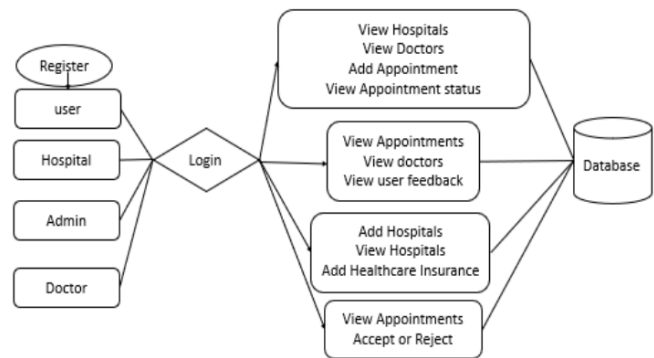 Register
user
Hospital
Admin
Doctor
Login
View Hospitals
View Doctors
Add Appointment
View Appointment status
View Appointments
View doctors
View user feedback
Add Hospitals
View Hospitals
Add Healthcare Insurance
View Appointments
Accept or Reject
Database